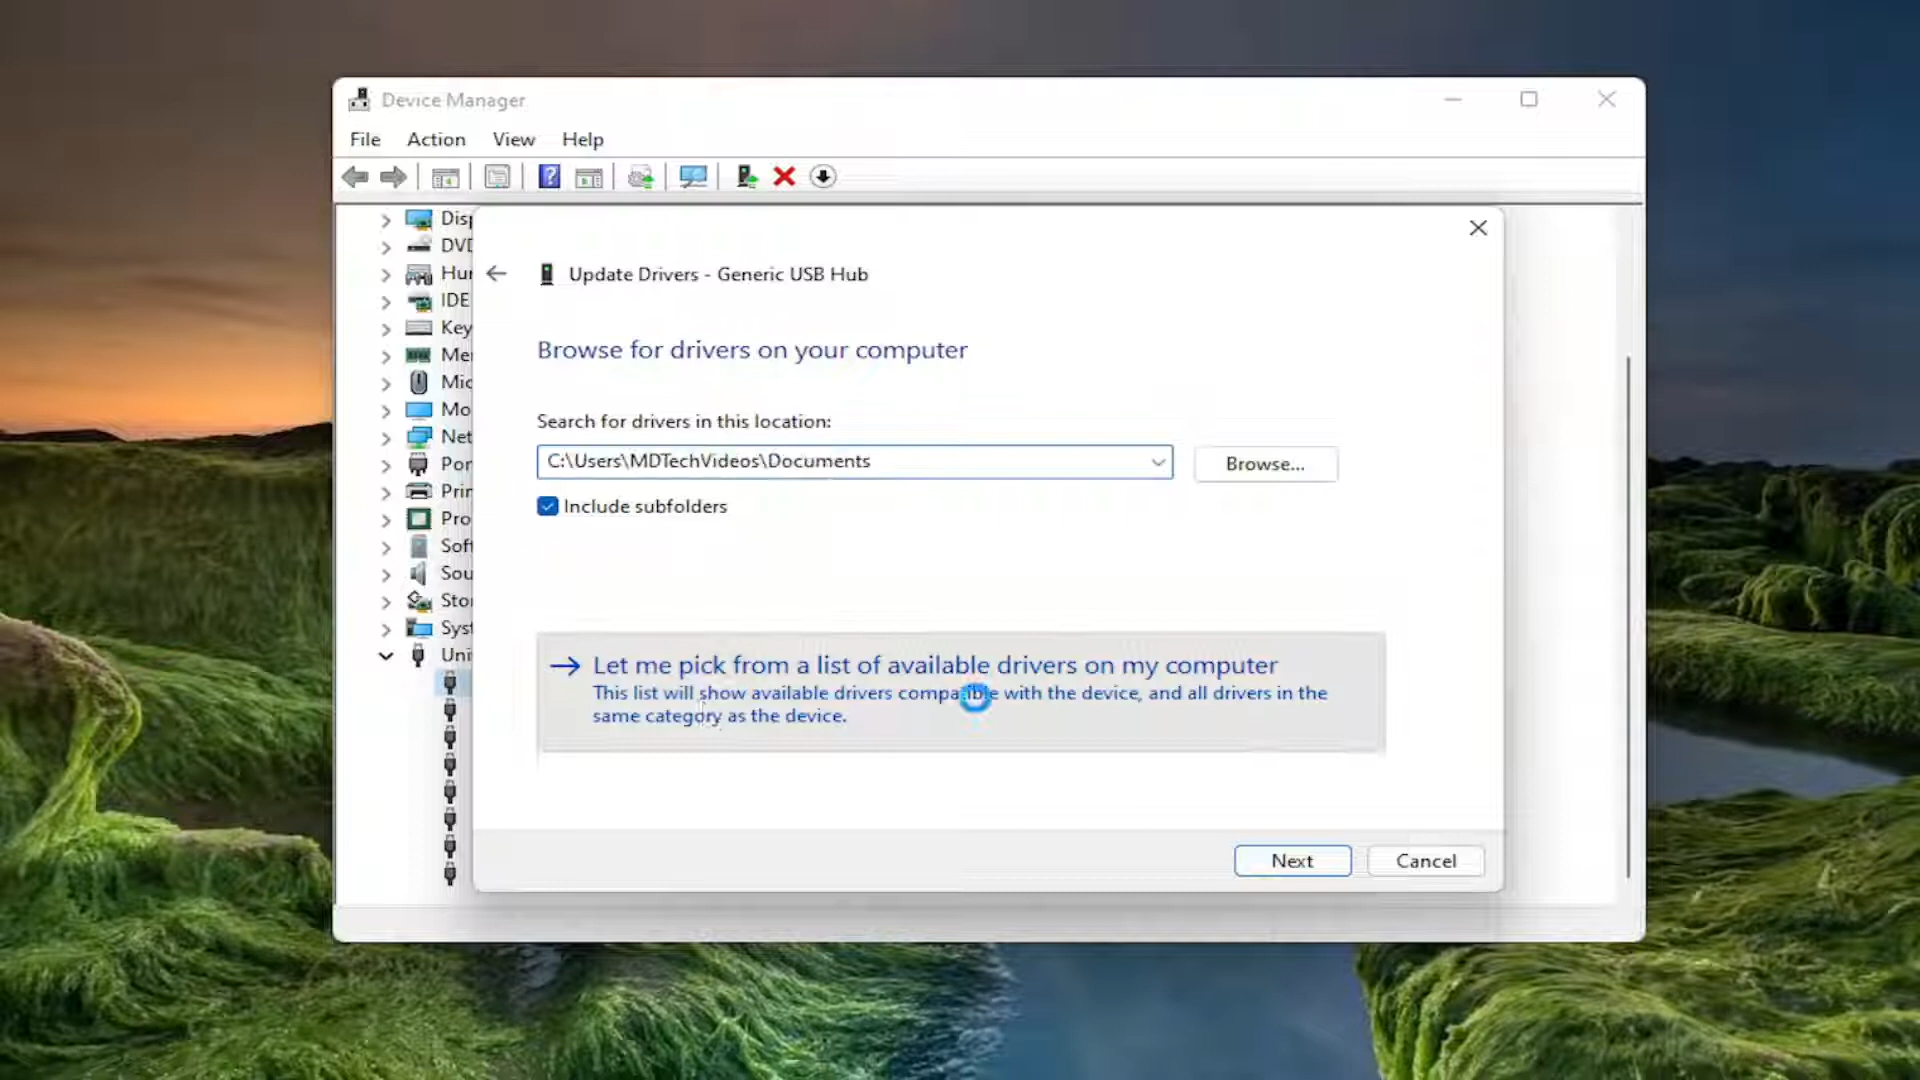 Device Manager
File Action View Help
Disp
DVD
Hur
IDE
Key
Mer
Mic
Mo
Net
Por
Prin
Pro
Soft
Sou
Sto
Syst
Uni
Update Drivers - Generic USB Hub
Browse for drivers on your computer
Search for drivers in this location:
C:\Users\MDTechVideos\Documents
Browse...
Include subfolders
Let me pick from a list of available drivers on my computer
This list will show available drivers compatible with the device, and all drivers in the
same category as the device.
Next Cancel